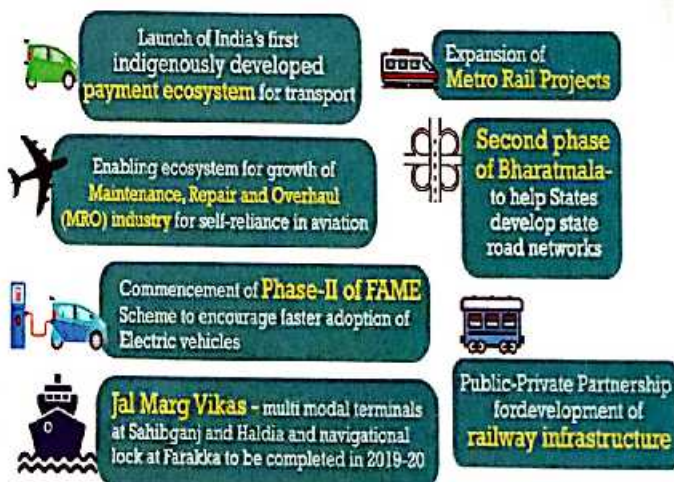 Launch of India's first
indigenously developed
payment ecosystem for transport
Expansion of
Metro Rail Projects
Enabling ecosystem for growth of
Maintenance, Repair and Overhaul
(MRO) industry for self-reliance in aviation
Second phase
of Bharatmala-
to help States
develop state
road networks
Commencement of Phase-II of FAME
Scheme to encourage faster adoption of
Electric vehicles
Jal Marg Vikas - multi modal terminals
at Sahibganj and Haldia and navigational
lock at Farakka to be completed in 2019-20
Public-Private Partnership
fordevelopment of
railway infrastructure